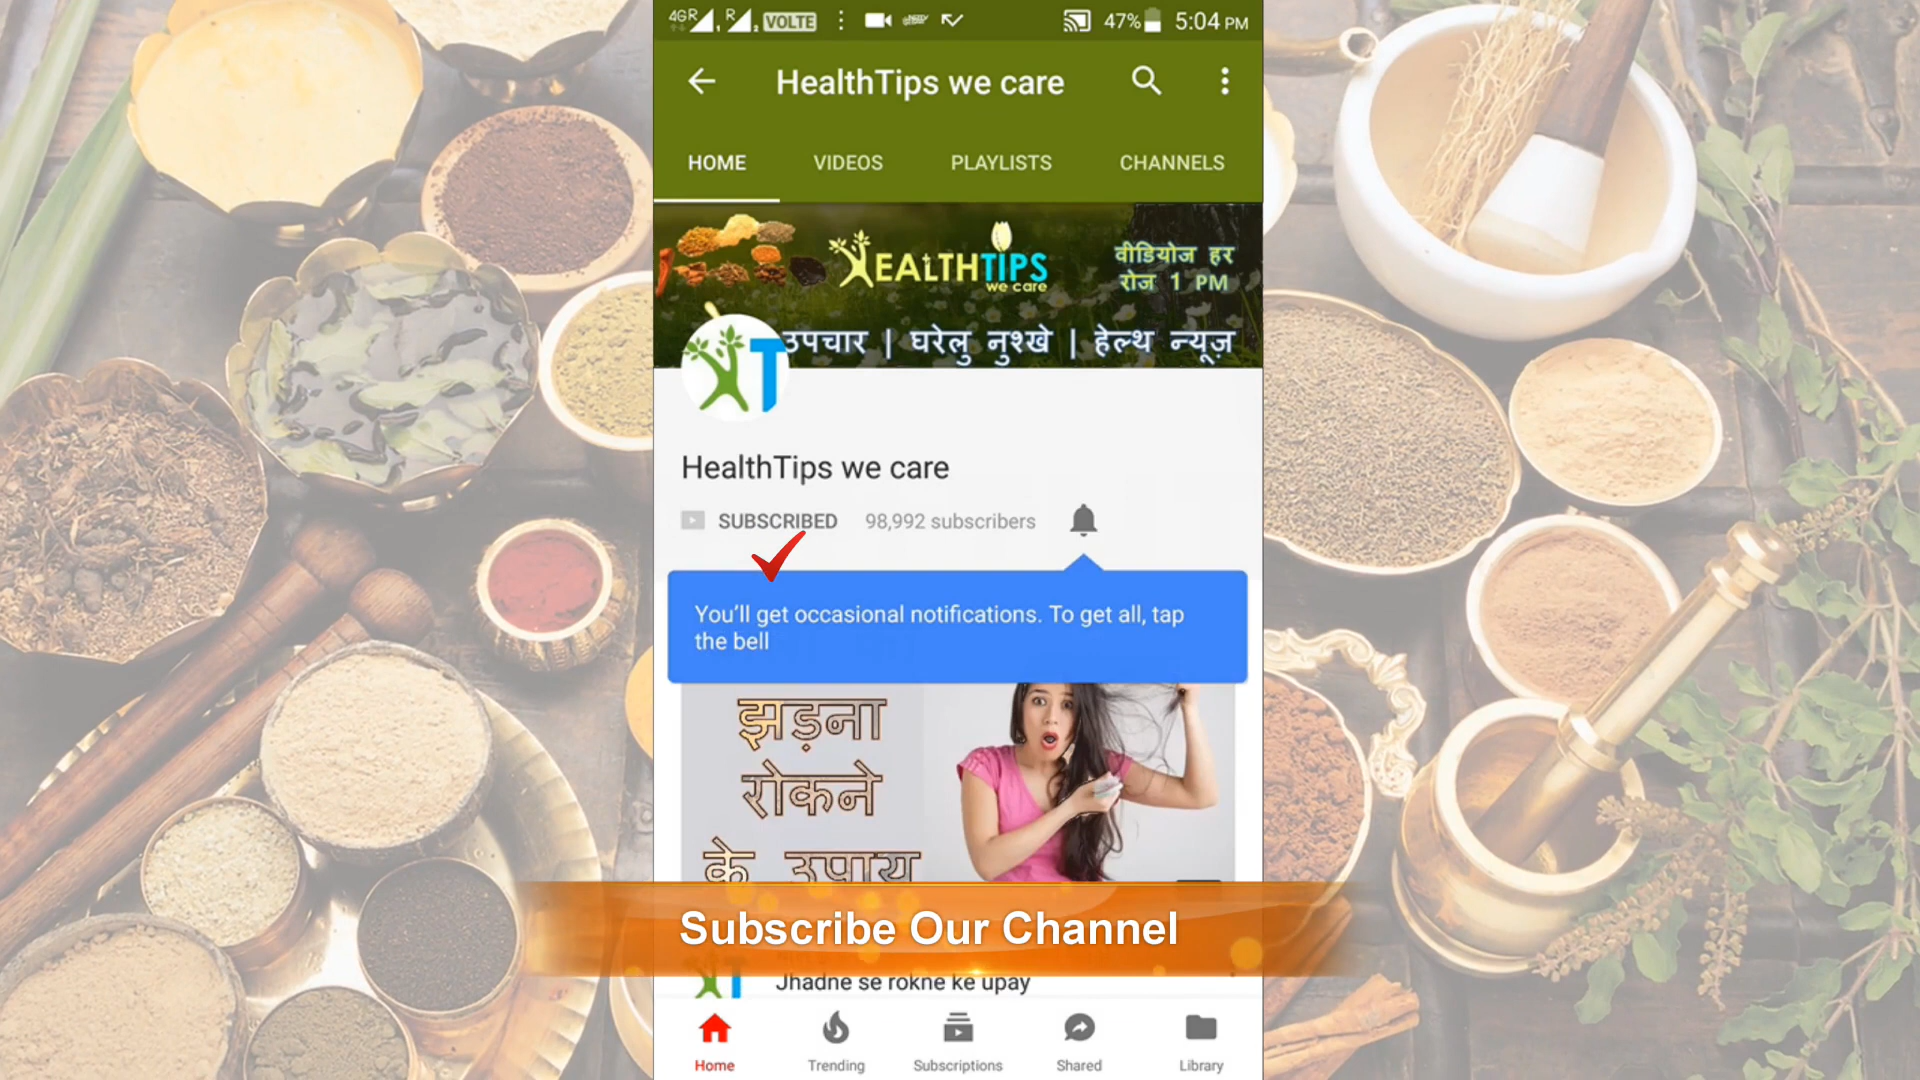 4G R R VOLTE 47% 5:04 PM
HealthTips we care
HOME VIDEOS PLAYLISTS CHANNELS
HEALTHTIPS
we care
वीडियोज हर
रोज 1 PM
उपचार | घरेलु नुश्खे | हेल्थ न्यूज़
T
HealthTips we care
SUBSCRIBED 98,992 subscribers
You'll get occasional notifications. To get all, tap
the bell
झड़ना
रोकने
के उपाय
Subscribe Our Channel
T
Jhadne se rokne ke upay
Home Trending Subscriptions Shared Library